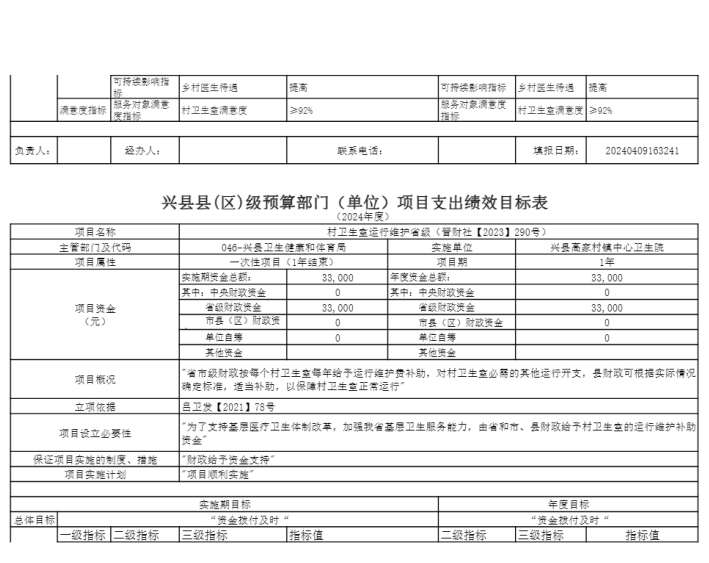 可持续影响指标 乡村医生待遇 提高 可持续影响指标 乡村医生待遇 提高
满意度指标 服务对象满意度指标 村卫生室满意度 ≥92% 服务对象满意度指标 村卫生室满意度 ≥92%
负责人： 经办人： 联系电话： 填报日期： 20240409163241
兴县县(区)级预算部门（单位）项目支出绩效目标表
（2024年度）
项目名称 村卫生室运行维护省级（晋财社【2023】290号）
主管部门及代码 046-兴县卫生健康和体育局 实施单位 兴县高家村镇中心卫生院
项目属性 一次性项目（1年结束） 项目期 1年
项目资金
（元）
实施期资金总额： 33,000 年度资金总额： 33,000
其中：中央财政资金 0 其中：中央财政资金 0
省级财政资金 33,000 省级财政资金 33,000
市县（区）财政资 0 市县（区）财政资金 0
单位自筹 0 单位自筹 0
其他资金 其他资金
项目概况 "省市级财政按每个村卫生室每年给予运行维护费补助，对村卫生室必需的其他运行开支，县财政可根据实际情况
确定标准，适当补助，以保障村卫生室正常运行"
立项依据 吕卫发【2021】78号
项目设立必要性 "为了支持基层医疗卫生体制改革，加强我省基层卫生服务能力，由省和市、县财政给予村卫生室的运行维护补助
资金"
保证项目实施的制度、措施 "财政给予资金支持"
项目实施计划 "项目顺利实施"
实施期目标 年度目标
总体目标 "资金拨付及时" "资金拨付及时"
一级指标 二级指标 三级指标 指标值 二级指标 三级指标 指标值